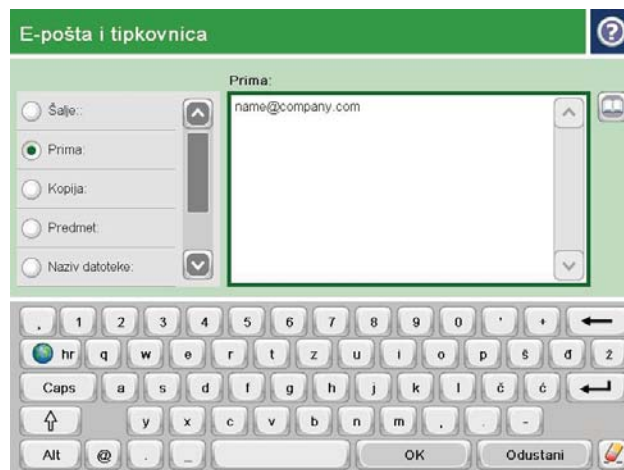 E-pošta i tipkovnica
Prima:
Šalje::
name@company.com
Prima:
Kopija:
Predmet:
Naziv datoteke:
. 1 2 3 4 5 6 7 8 9 0 ' +
hr q w e r t z u i o p š đ ž
Caps a s d f g h j k l č ć
y x c v b n m , . -
Alt @ . _ OK Odustani